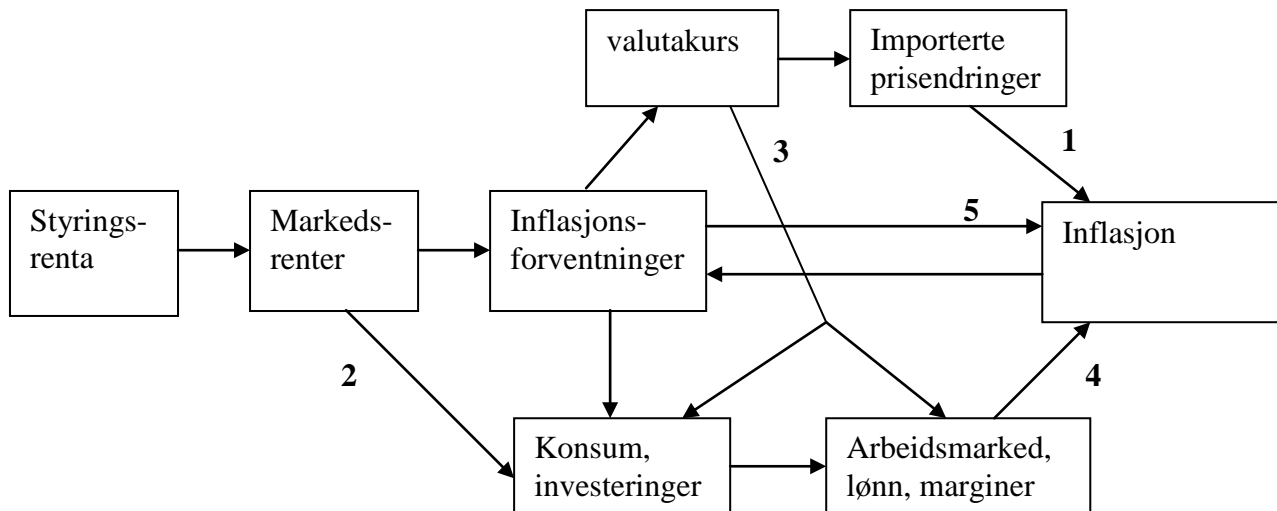 valutakurs
Importerte
prisendringer
1
3
Styrings-
renta
Markeds-
renter
Inflasjons-
forventninger
5
Inflasjon
2
4
Konsum,
investeringer
Arbeidsmarked,
lønn, marginer